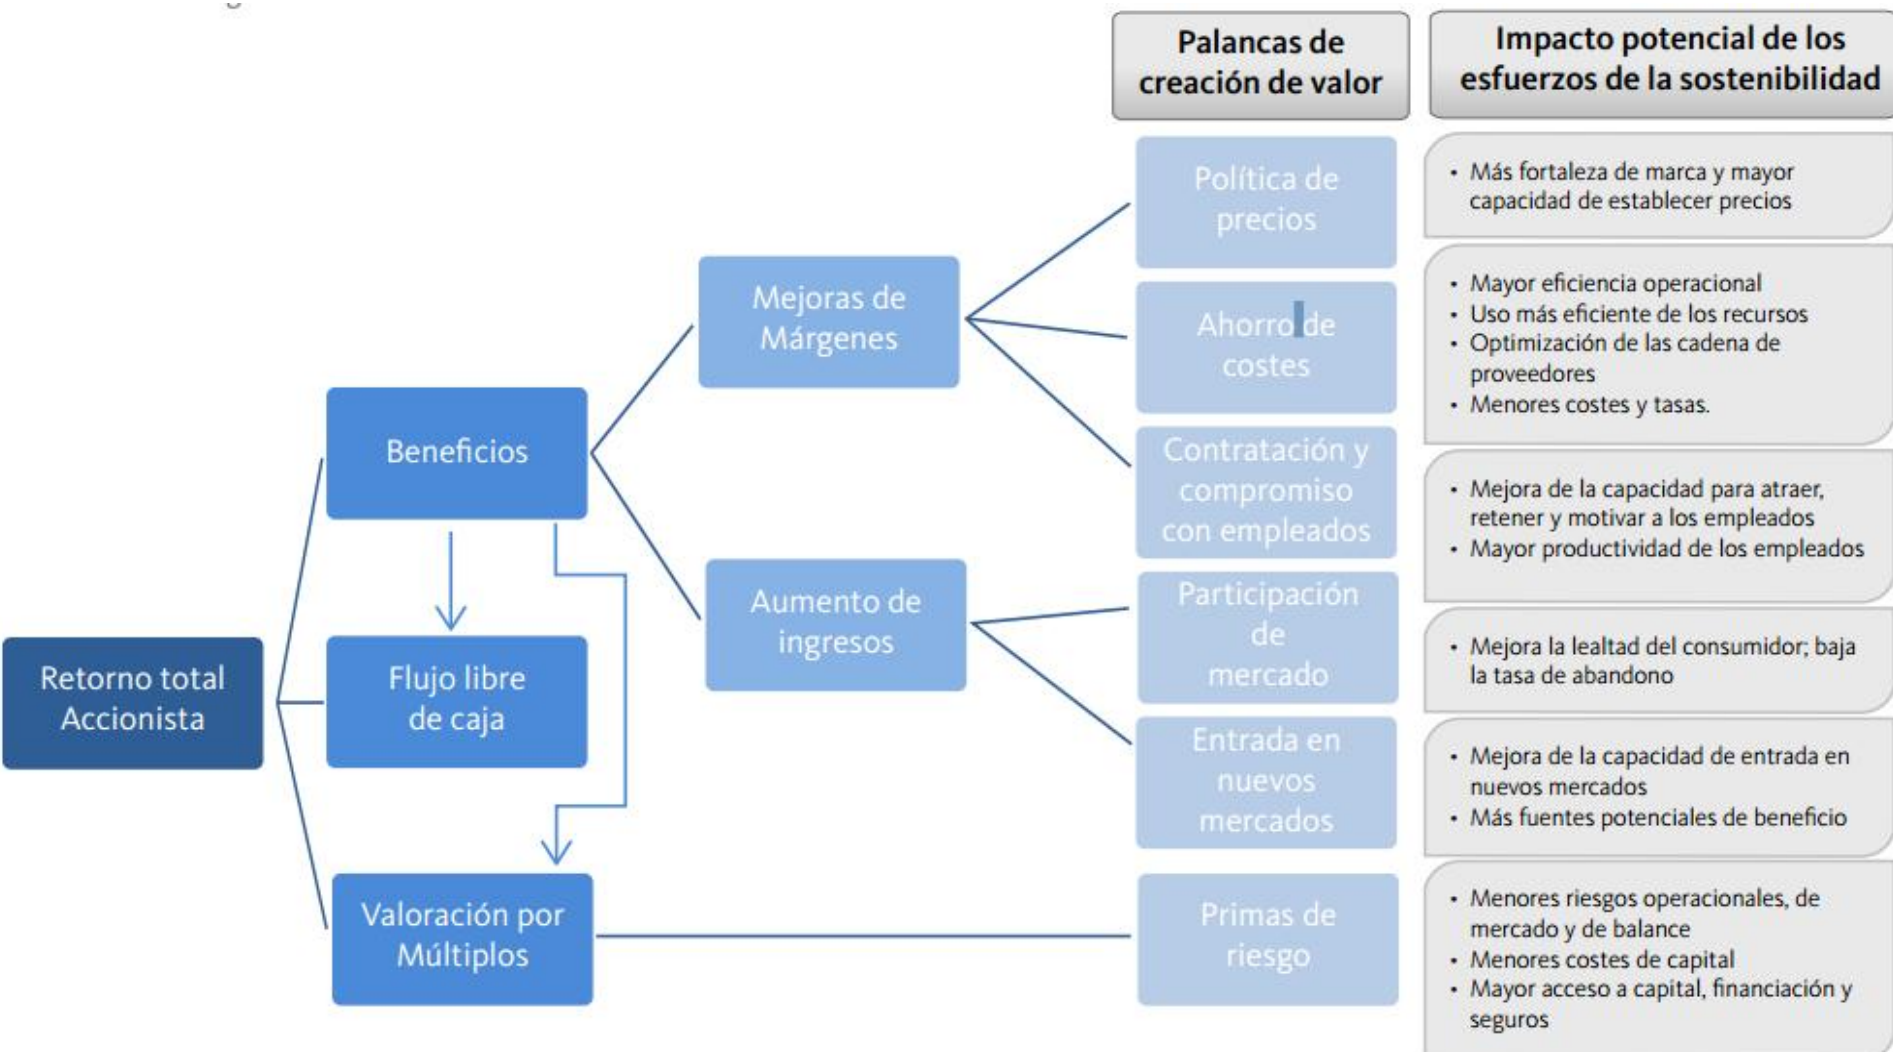 Palancas de
creación de valor
Impacto potencial de los
esfuerzos de la sostenibilidad
Política de
precios
• Más fortaleza de marca y mayor
capacidad de establecer precios
Mejoras de
Márgenes
Ahorro de
costes
• Mayor eficiencia operacional
• Uso más eficiente de los recursos
• Optimización de las cadena de
proveedores
• Menores costes y tasas.
Beneficios
Contratación y
compromiso
con empleados
• Mejora de la capacidad para atraer,
retener y motivar a los empleados
• Mayor productividad de los empleados
Aumento de
ingresos
Participación
de
mercado
• Mejora la lealtad del consumidor; baja
la tasa de abandono
Retorno total
Accionista
Flujo libre
de caja
Entrada en
nuevos
mercados
• Mejora de la capacidad de entrada en
nuevos mercados
• Más fuentes potenciales de beneficio
Valoración por
Múltiplos
Primas de
riesgo
• Menores riesgos operacionales, de
mercado y de balance
• Menores costes de capital
• Mayor acceso a capital, financiación y
seguros